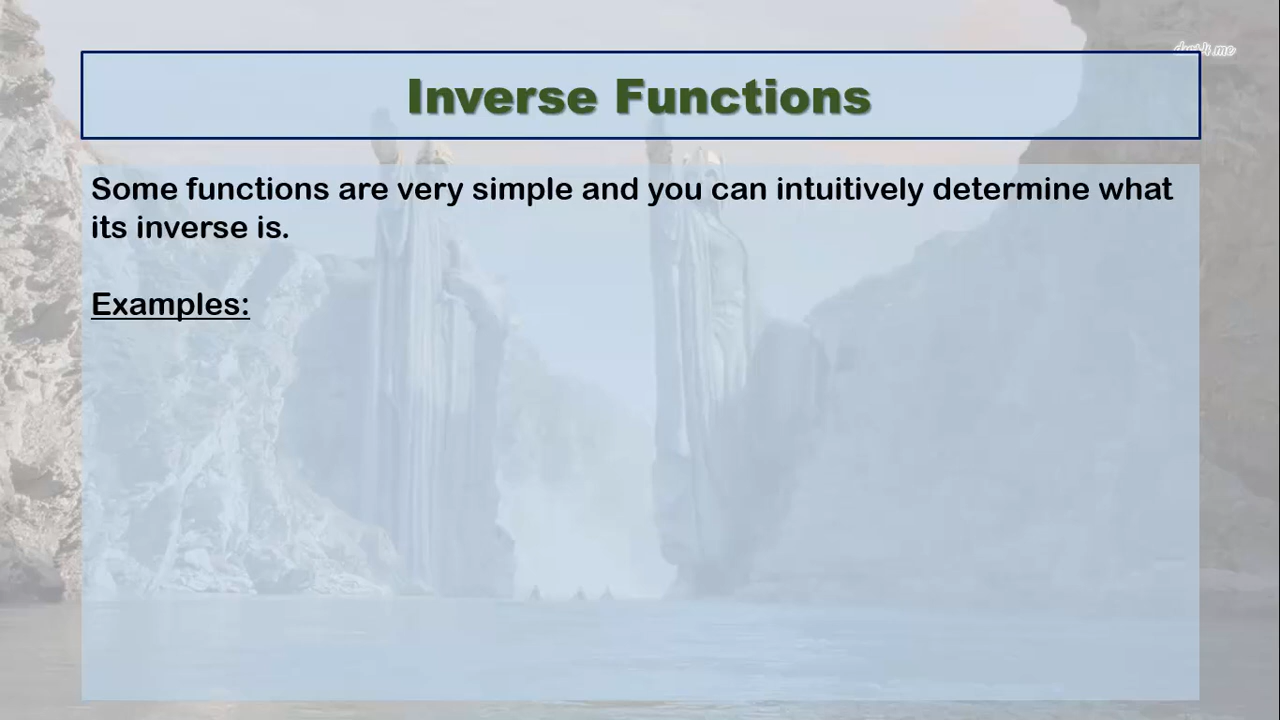 Inverse Functions
Some functions are very simple and you can intuitively determine what
its inverse is.
Examples: